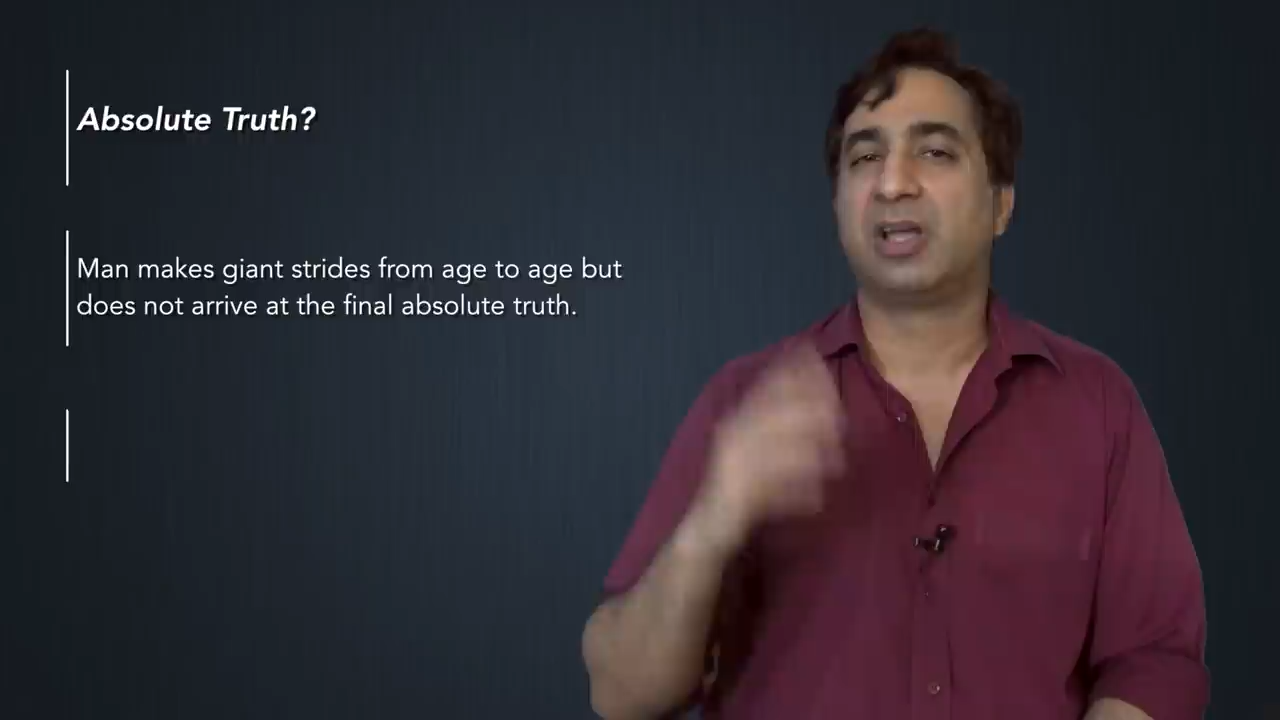 Absolute Truth?
Man makes giant strides from age to age but
does not arrive at the final absolute truth.